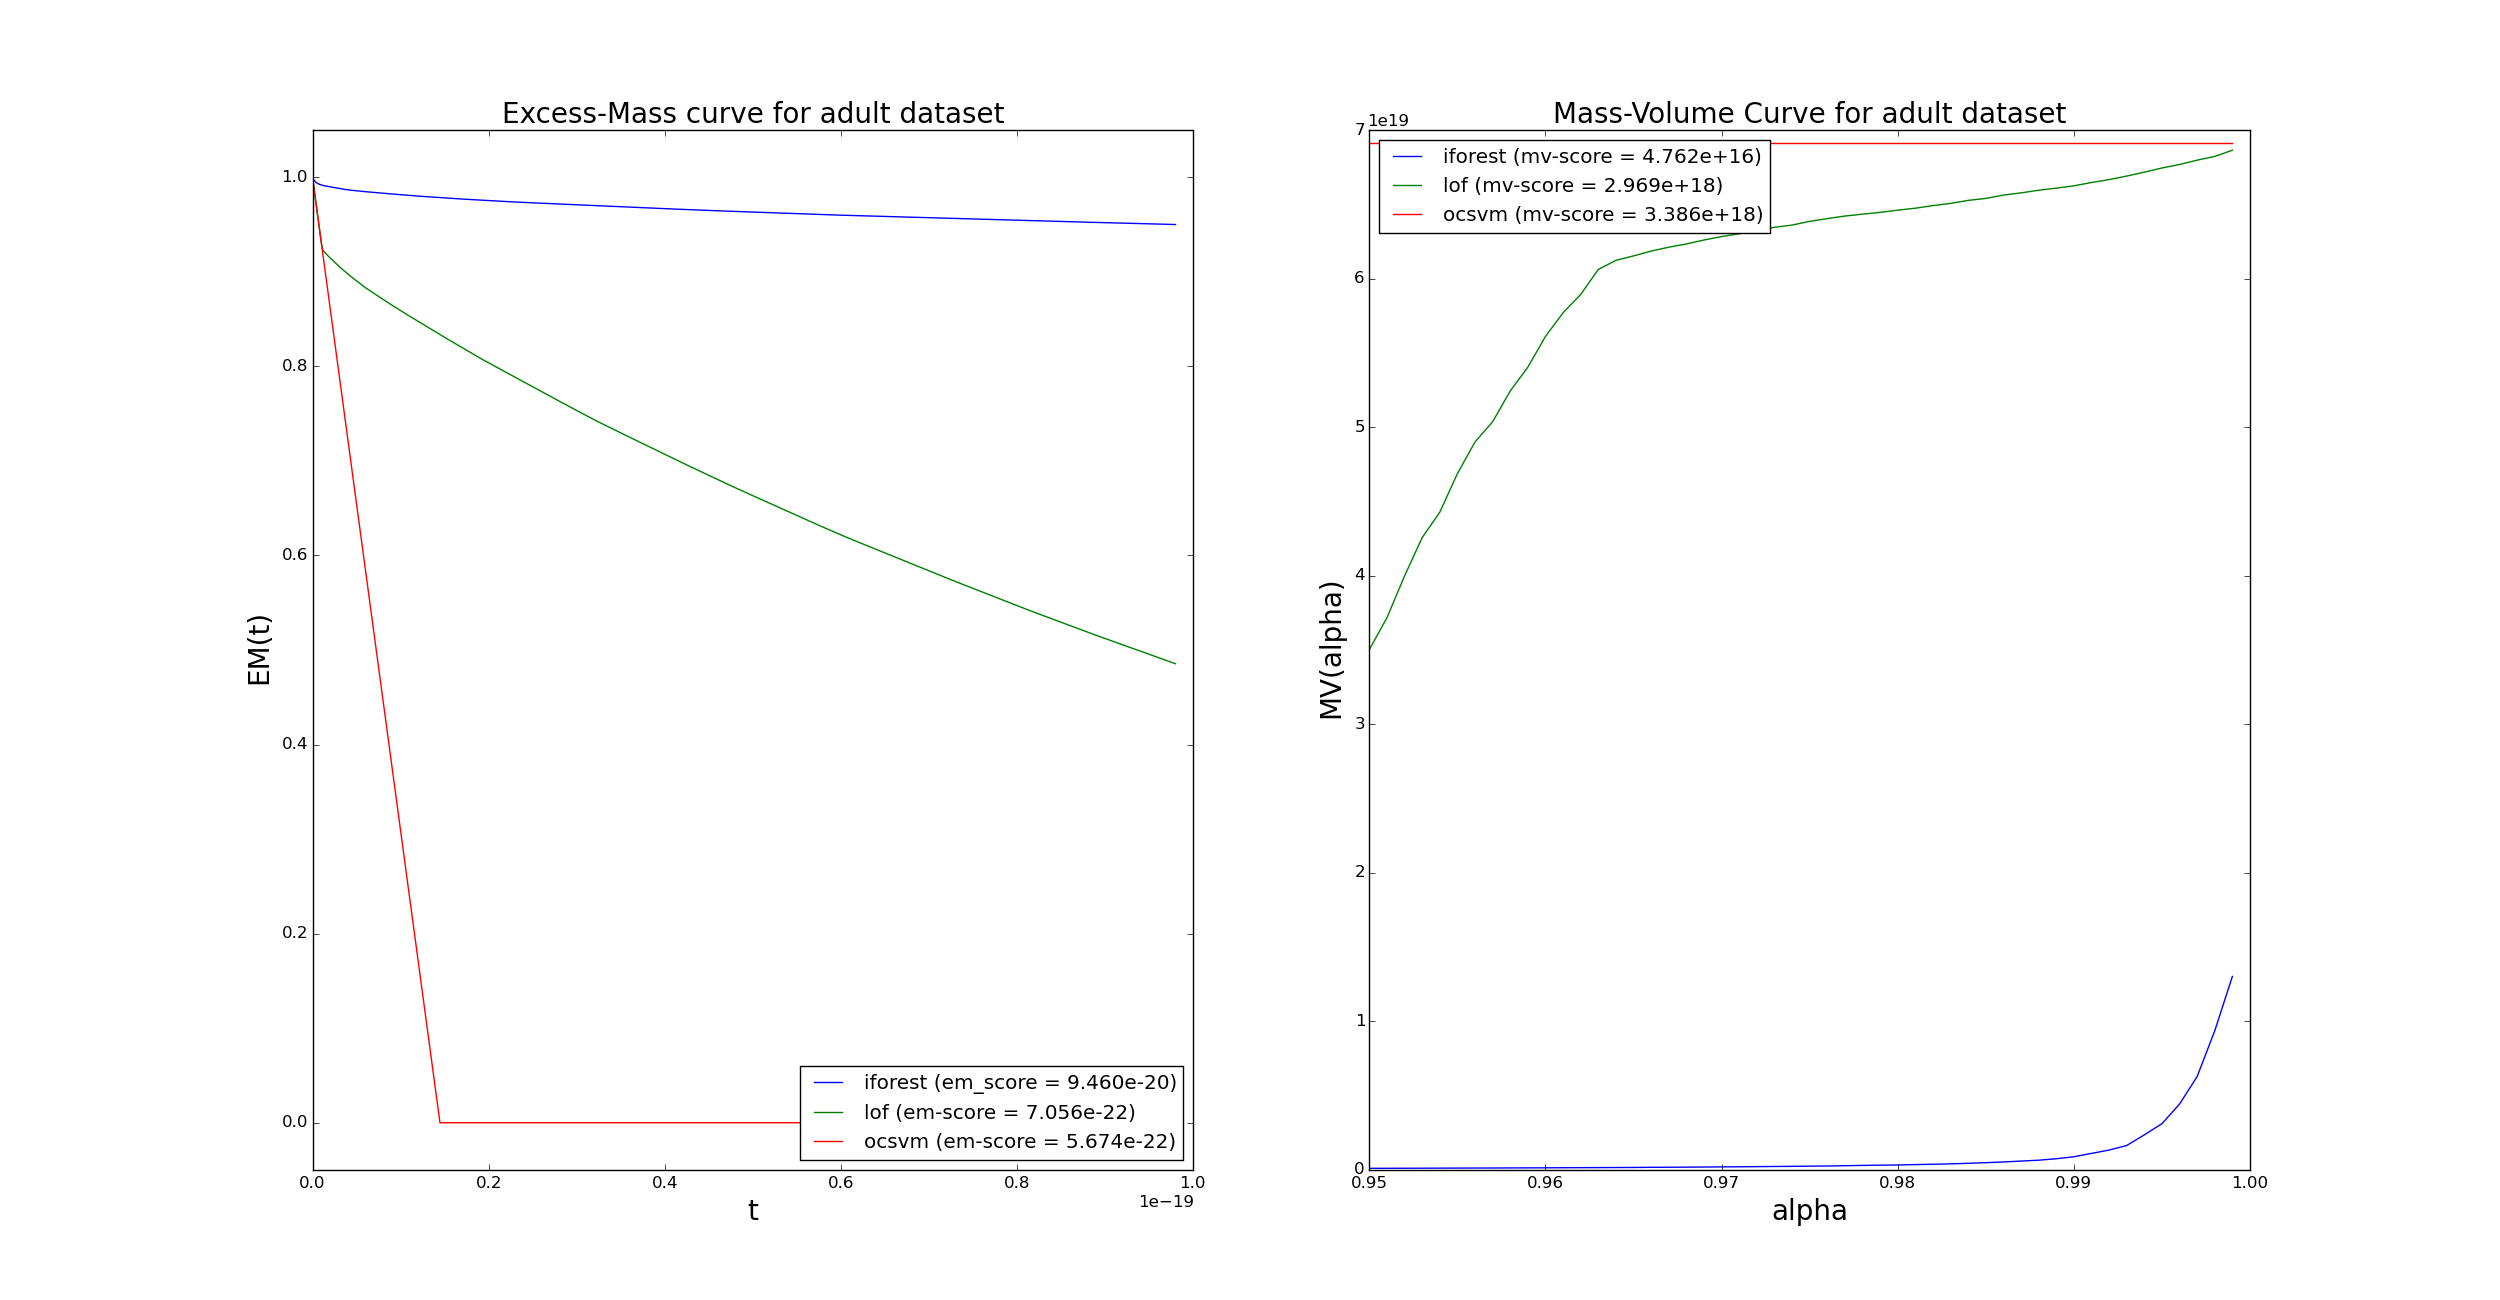 Excess-Mass curve for adult dataset
1.0
0.8
0.6
0.4
0.2
0.0
EM(t)
0.0 0.2 0.4 0.6 0.8 1.0
1e−19
t
iforest (em_score = 9.460e-20)
lof (em-score = 7.056e-22)
ocsvm (em-score = 5.674e-22)
Mass-Volume Curve for adult dataset
1e19
7
6
5
4
3
2
1
0
MV(alpha)
0.95 0.96 0.97 0.98 0.99 1.00
alpha
iforest (mv-score = 4.762e+16)
lof (mv-score = 2.969e+18)
ocsvm (mv-score = 3.386e+18)